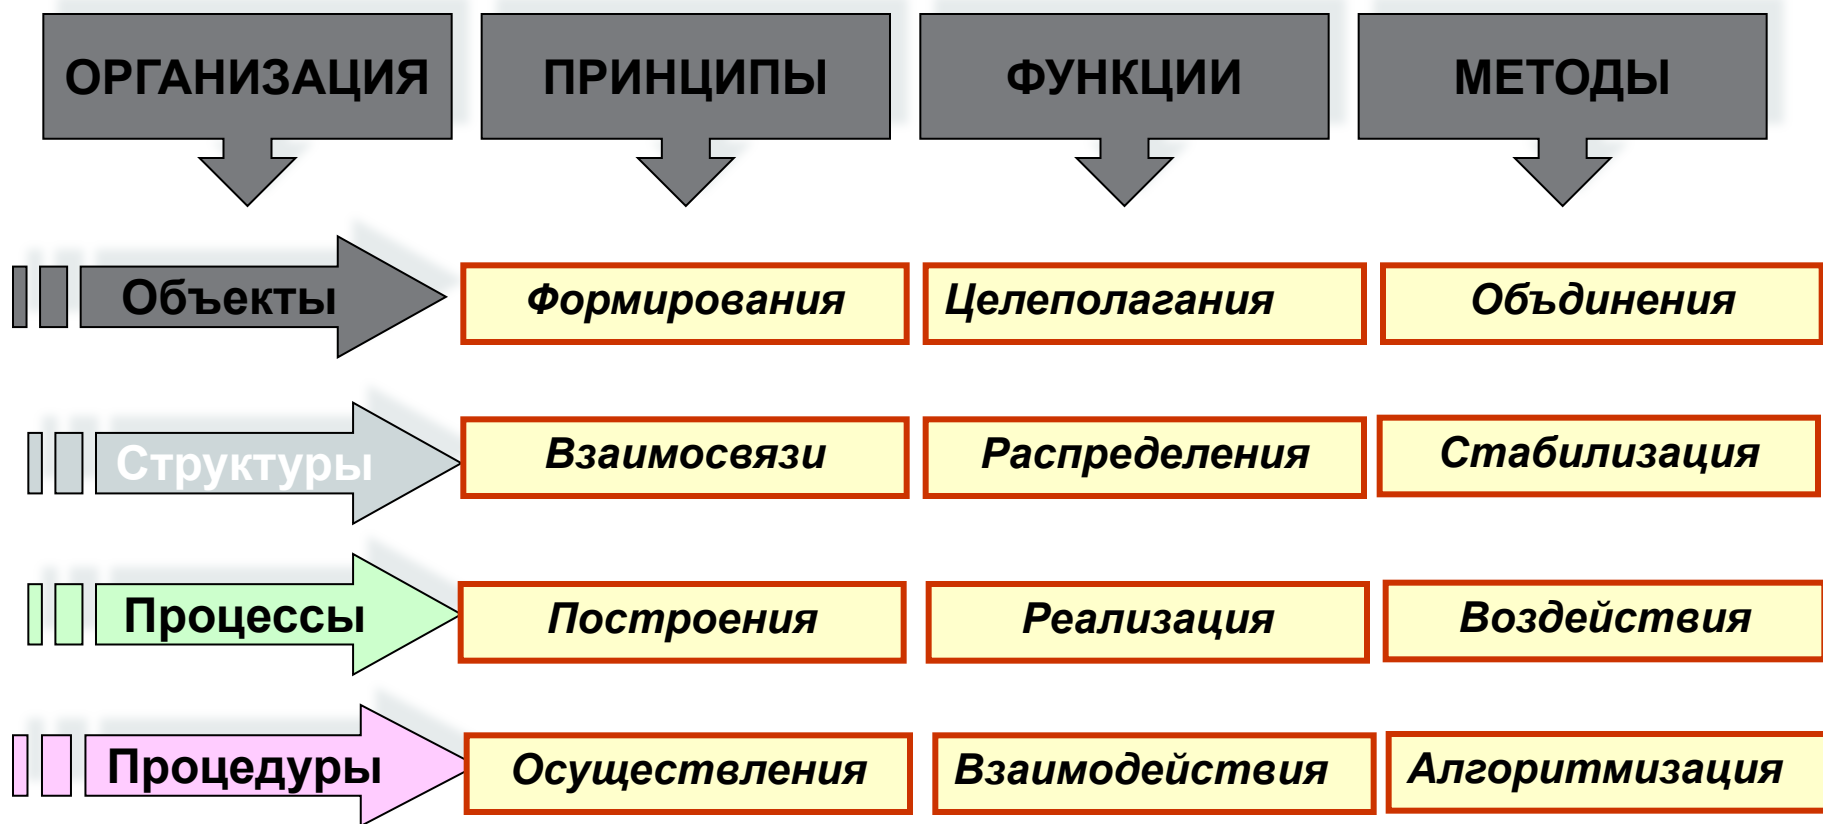 ОРГАНИЗАЦИЯ
ПРИНЦИПЫ
ФУНКЦИИ
МЕТОДЫ
Объекты
Формирования
Целеполагания
Объдинения
Структуры
Взаимосвязи
Распределения
Стабилизация
Процессы
Построения
Реализация
Воздействия
Процедуры
Осуществления
Взаимодействия
Алгоритмизация